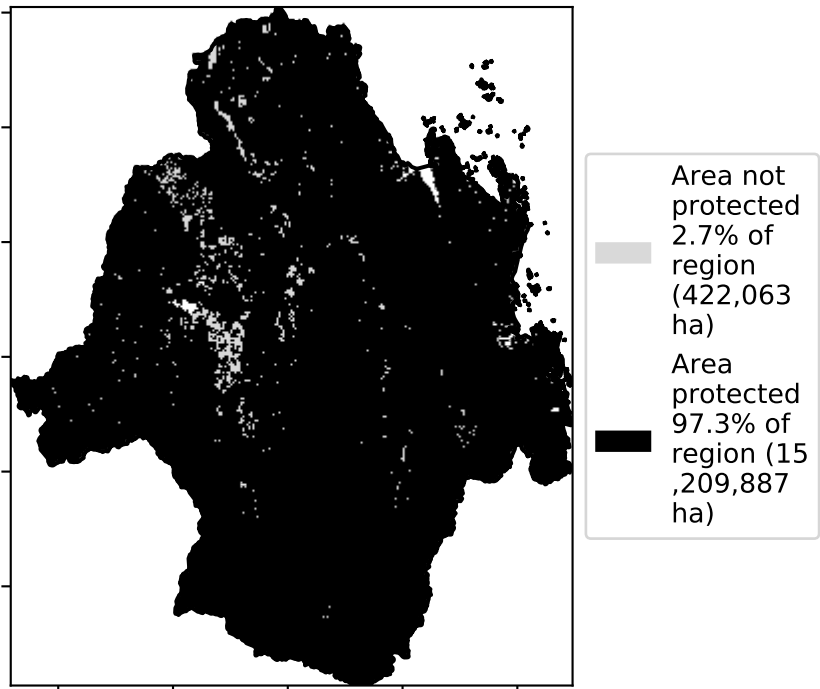 Area not
protected
2.7% of
region
(422,063
ha)
Area
protected
97.3% of
region (15
,209,887
ha)